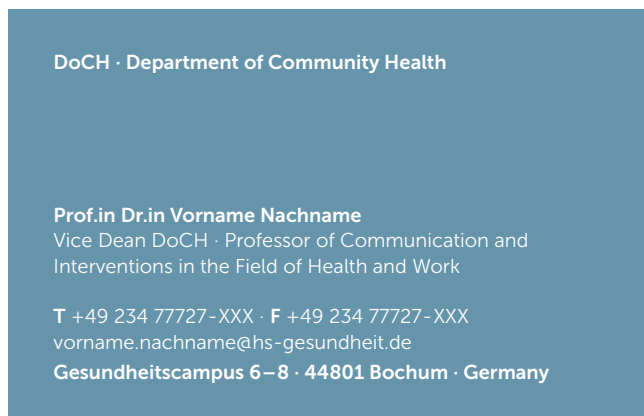 DoCH · Department of Community Health
Prof.in Dr.in Vorname Nachname
Vice Dean DoCH · Professor of Communication and
Interventions in the Field of Health and Work
T +49 234 77727-XXX · F +49 234 77727-XXX
vorname.nachname@hs-gesundheit.de
Gesundheitscampus 6–8 · 44801 Bochum · Germany